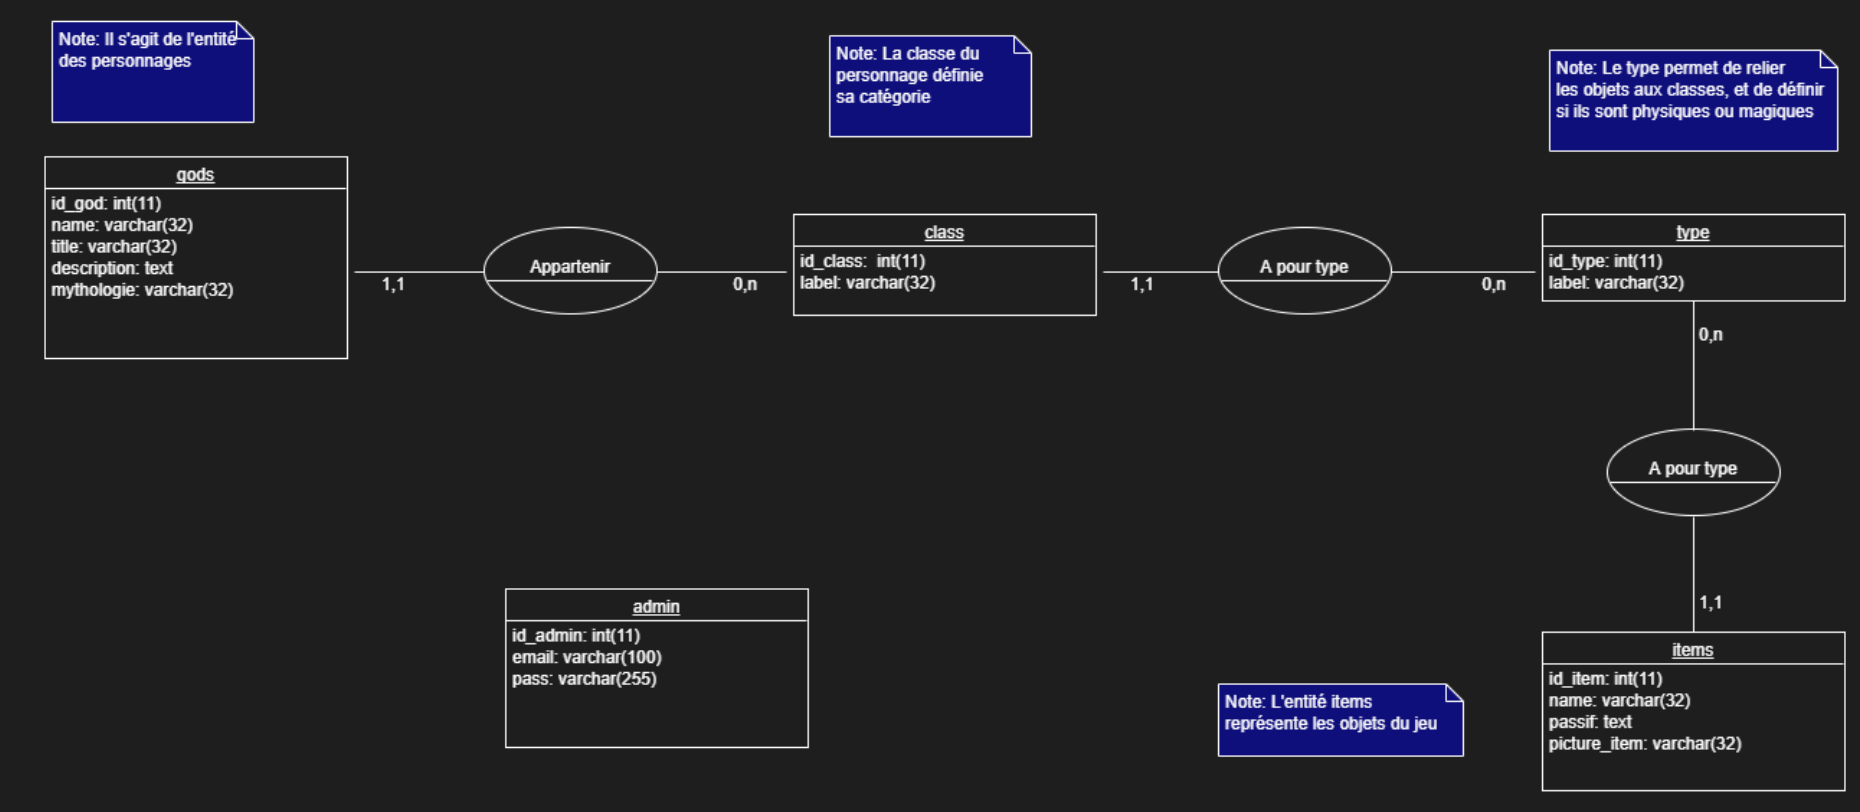 Note: Il s'agit de l'entité
des personnages
Note: La classe du
personnage définie
sa catégorie
Note: Le type permet de relier
les objets aux classes, et de définir
si ils sont physiques ou magiques
gods
id_god: int(11)
name: varchar(32)
title: varchar(32)
description: text
mythologie: varchar(32)
1,1
Appartenir
0,n
class
id_class:  int(11)
label: varchar(32)
1,1
A pour type
0,n
type
id_type: int(11)
label: varchar(32)
0,n
A pour type
1,1
admin
id_admin: int(11)
email: varchar(100)
pass: varchar(255)
Note: L'entité items
représente les objets du jeu
items
id_item: int(11)
name: varchar(32)
passif: text
picture_item: varchar(32)